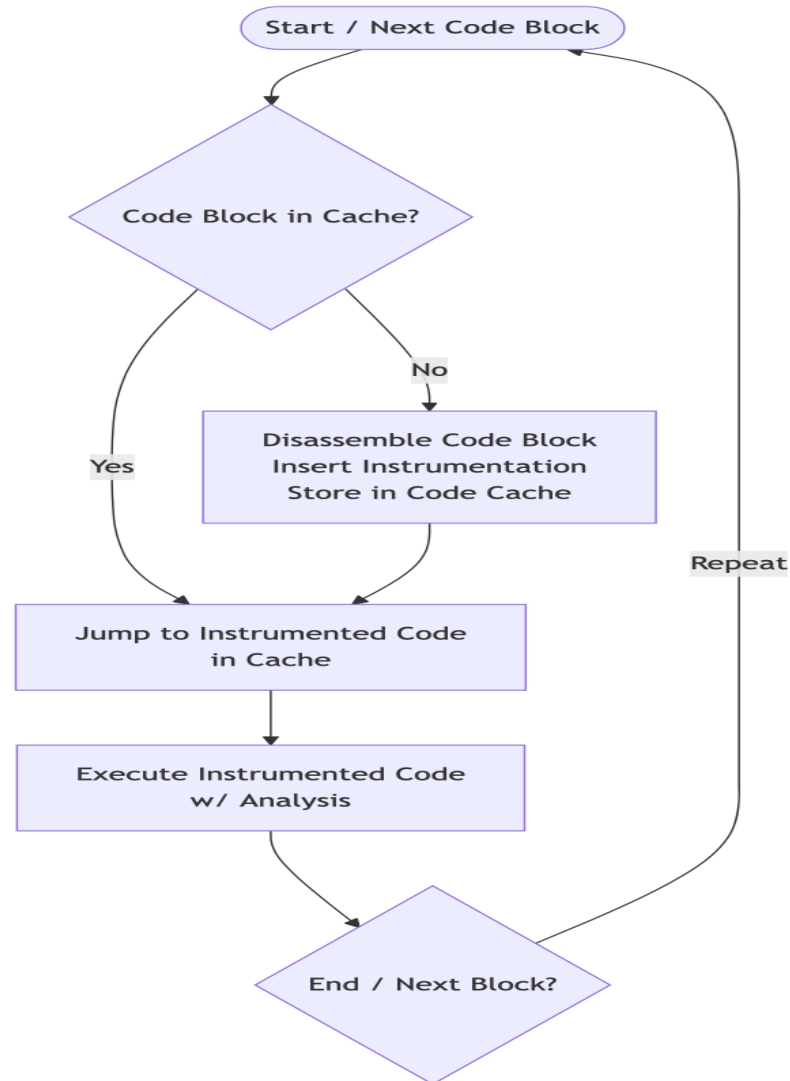 Start / Next Code Block
Code Block in Cache?
No
Disassemble Code Block
Insert Instrumentation
Store in Code Cache
Yes
Repeat
Jump to Instrumented Code
in Cache
Execute Instrumented Code
w/ Analysis
End / Next Block?